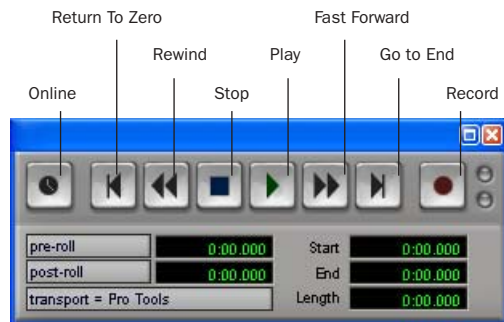 Return To Zero Fast Forward
Rewind Play Go to End
Online Stop Record
pre-roll 0:00.000 Start 0:00.000
post-roll 0:00.000 End 0:00.000
transport = Pro Tools Length 0:00.000